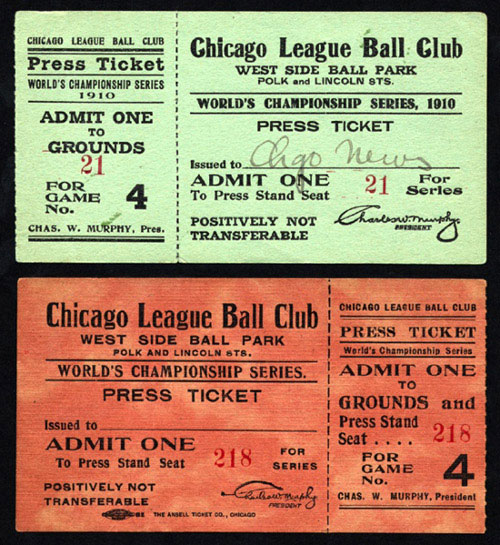 CHICAGO LEAGUE BALL CLUB
Press Ticket
WORLD'S CHAMPIONSHIP SERIES
1910
ADMIT ONE
TO
GROUNDS
21
FOR
GAME
No. 4
CHAS. W. MURPHY, Pres.
Chicago League Ball Club
WEST SIDE BALL PARK
POLK and LINCOLN STS.
WORLD'S CHAMPIONSHIP SERIES, 1910
PRESS TICKET
Issued to Chgo News
ADMIT ONE 21 For
To Press Stand Seat Series
POSITIVELY NOT
TRANSFERABLE
Charles W. Murphy.
PRESIDENT
Chicago League Ball Club
WEST SIDE BALL PARK
POLK AND LINCOLN STS.
WORLD'S CHAMPIONSHIP SERIES.
PRESS TICKET
Issued to
ADMIT ONE 218 FOR
To Press Stand Seat SERIES
POSITIVELY NOT
TRANSFERABLE
Charles W. Murphy
PRESIDENT
THE ANSELL TICKET CO., CHICAGO
CHICAGO LEAGUE BALL CLUB
PRESS TICKET
World's Championship Series
ADMIT ONE
TO
GROUNDS and
Press Stand
Seat .... 218
FOR
GAME
No. 4
CHAS. W. MURPHY, President